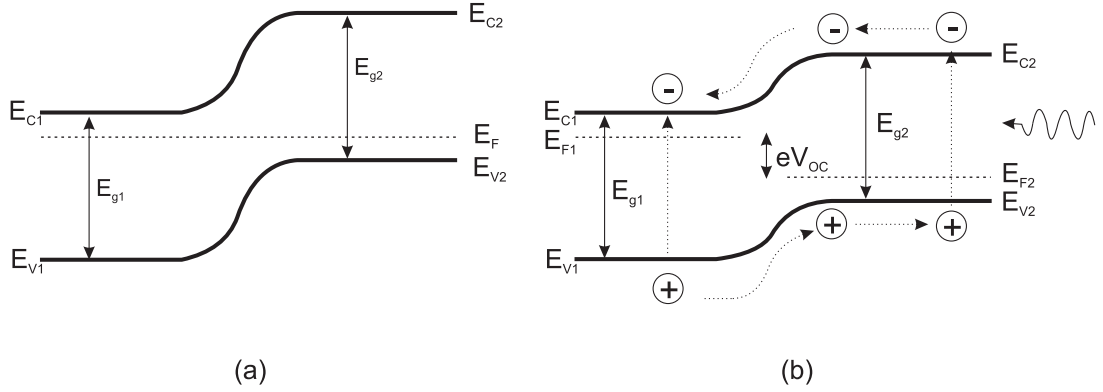 E_C2
E_g2
E_C1
E_F
E_V2
E_g1
E_V1
(a)
E_C2
E_C1
E_g2
E_F1
eV_OC
E_F2
E_g1
E_V2
E_V1
(b)